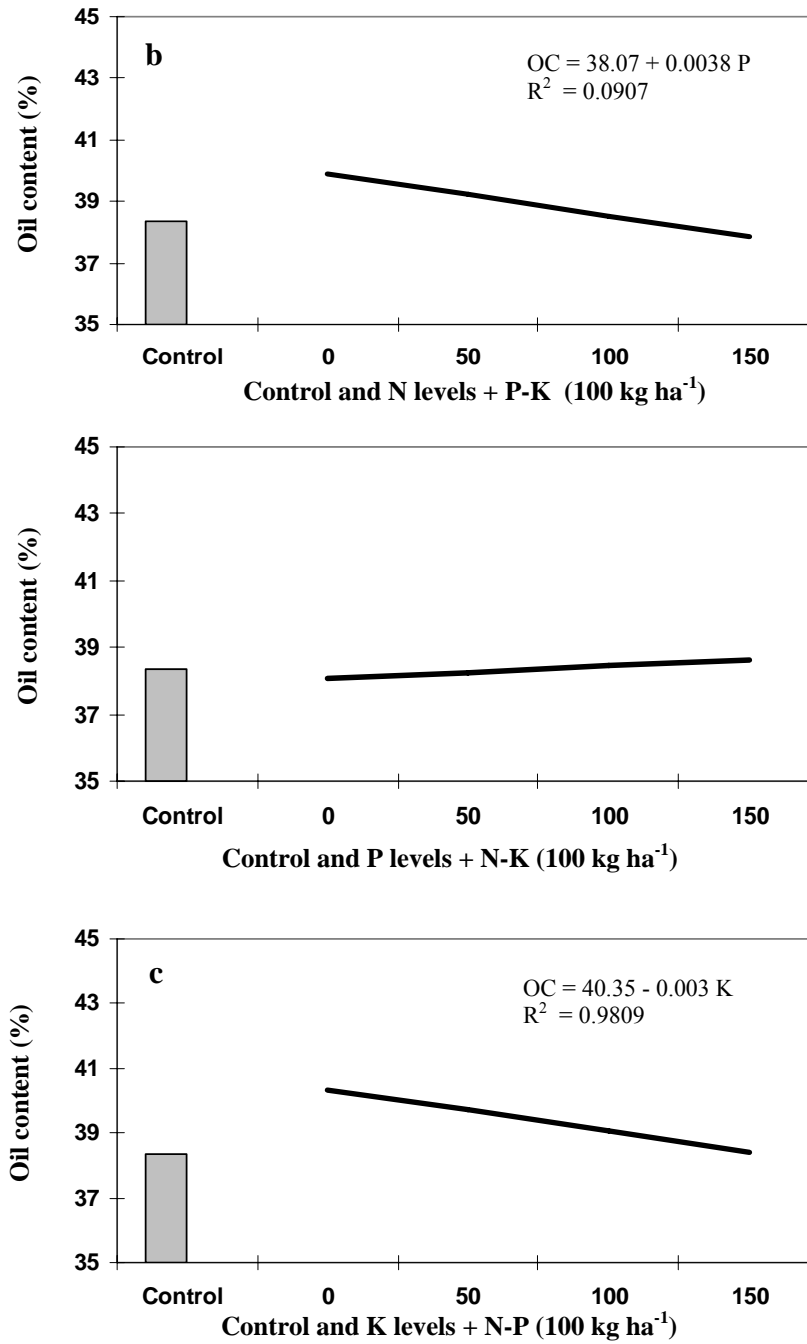 45
b
OC = 38.07 + 0.0038 P
R² = 0.0907
43
41
39
37
35
Oil content (%)
Control 0 50 100 150
Control and N levels + P-K (100 kg ha⁻¹)
45
43
41
39
37
35
Oil content (%)
Control 0 50 100 150
Control and P levels + N-K (100 kg ha⁻¹)
45
c
OC = 40.35 - 0.003 K
R² = 0.9809
43
41
39
37
35
Oil content (%)
Control 0 50 100 150
Control and K levels + N-P (100 kg ha⁻¹)